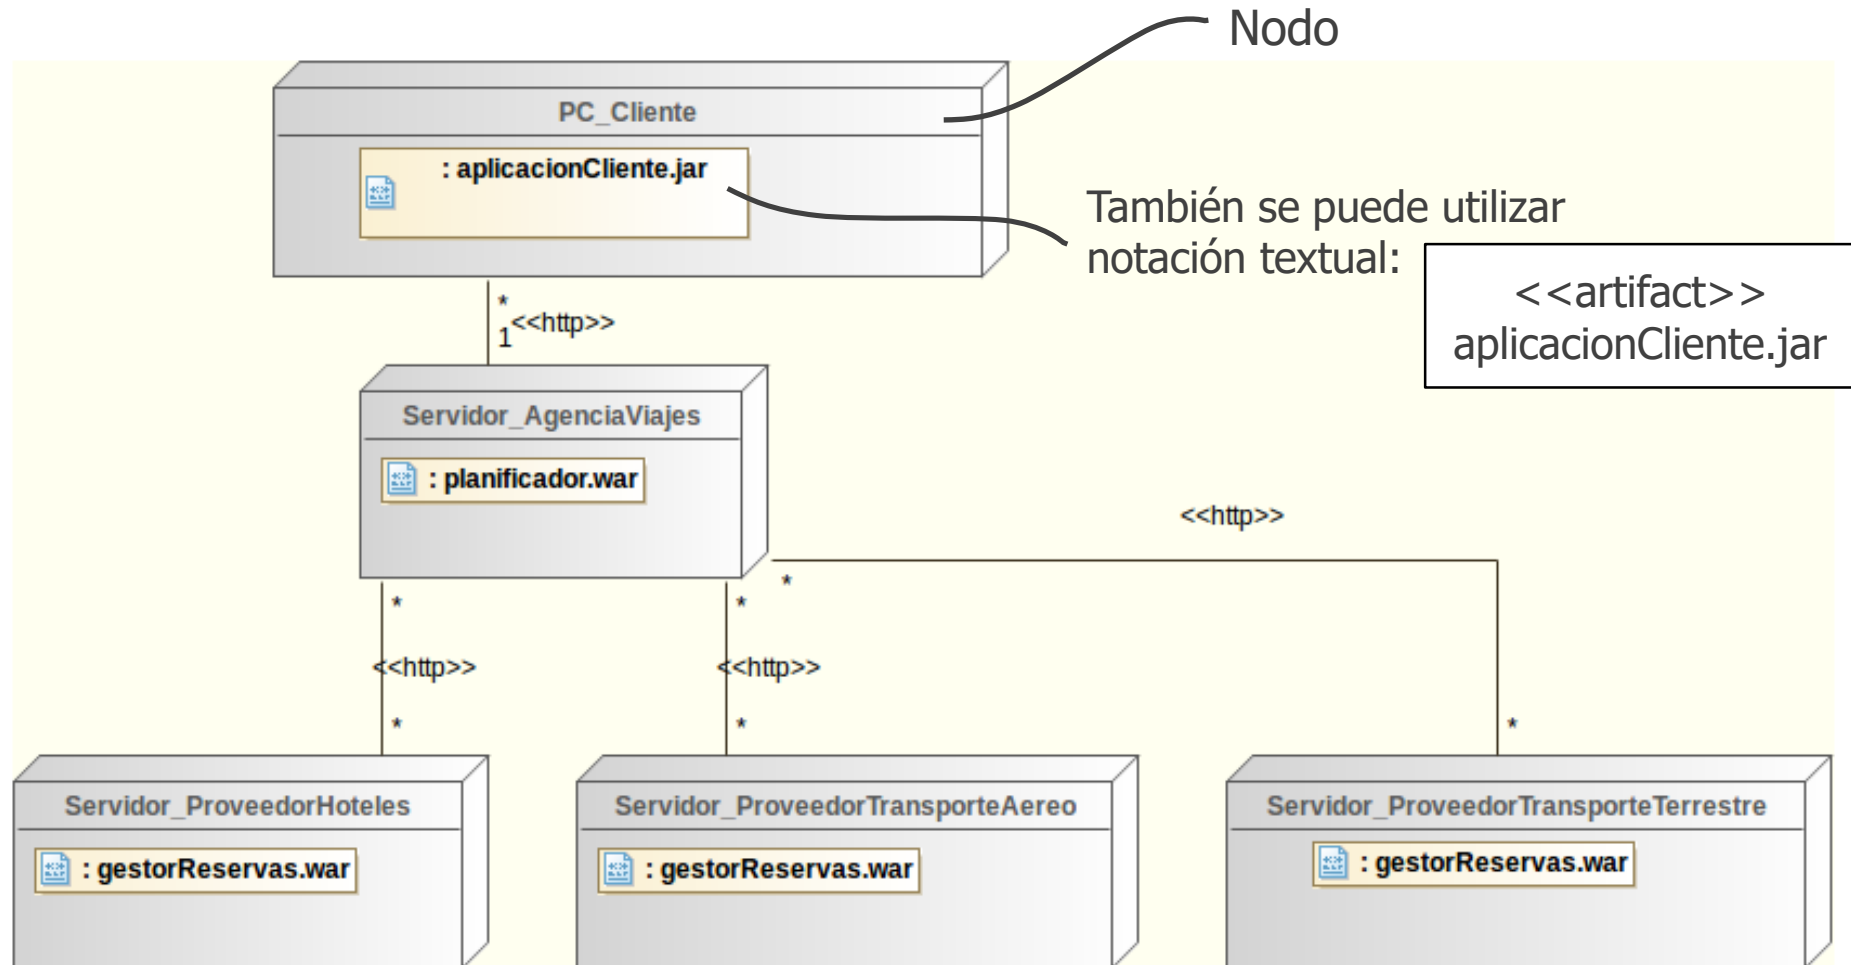 Nodo
PC_Cliente
: aplicacionCliente.jar
También se puede utilizar
notación textual:
<<artifact>>
aplicacionCliente.jar
*
<<http>>
1
Servidor_AgenciaViajes
: planificador.war
<<http>>
*
*
*
<<http>>
<<http>>
*
*
*
Servidor_ProveedorHoteles
Servidor_ProveedorTransporteAereo
Servidor_ProveedorTransporteTerrestre
: gestorReservas.war
: gestorReservas.war
: gestorReservas.war